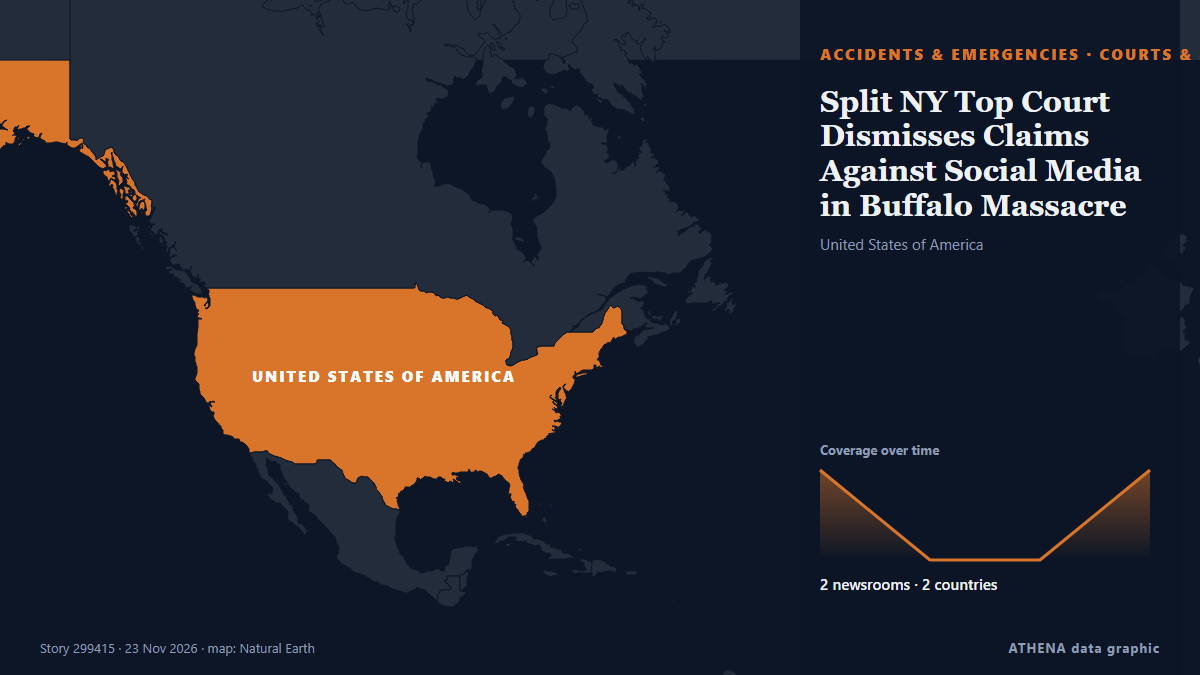 ACCIDENTS & EMERGENCIES · COURTS &
Split NY Top Court
Dismisses Claims
Against Social Media
in Buffalo Massacre
United States of America
UNITED STATES OF AMERICA
Coverage over time
2 newsrooms · 2 countries
Story 299415 · 23 Nov 2026 · map: Natural Earth
ATHENA data graphic